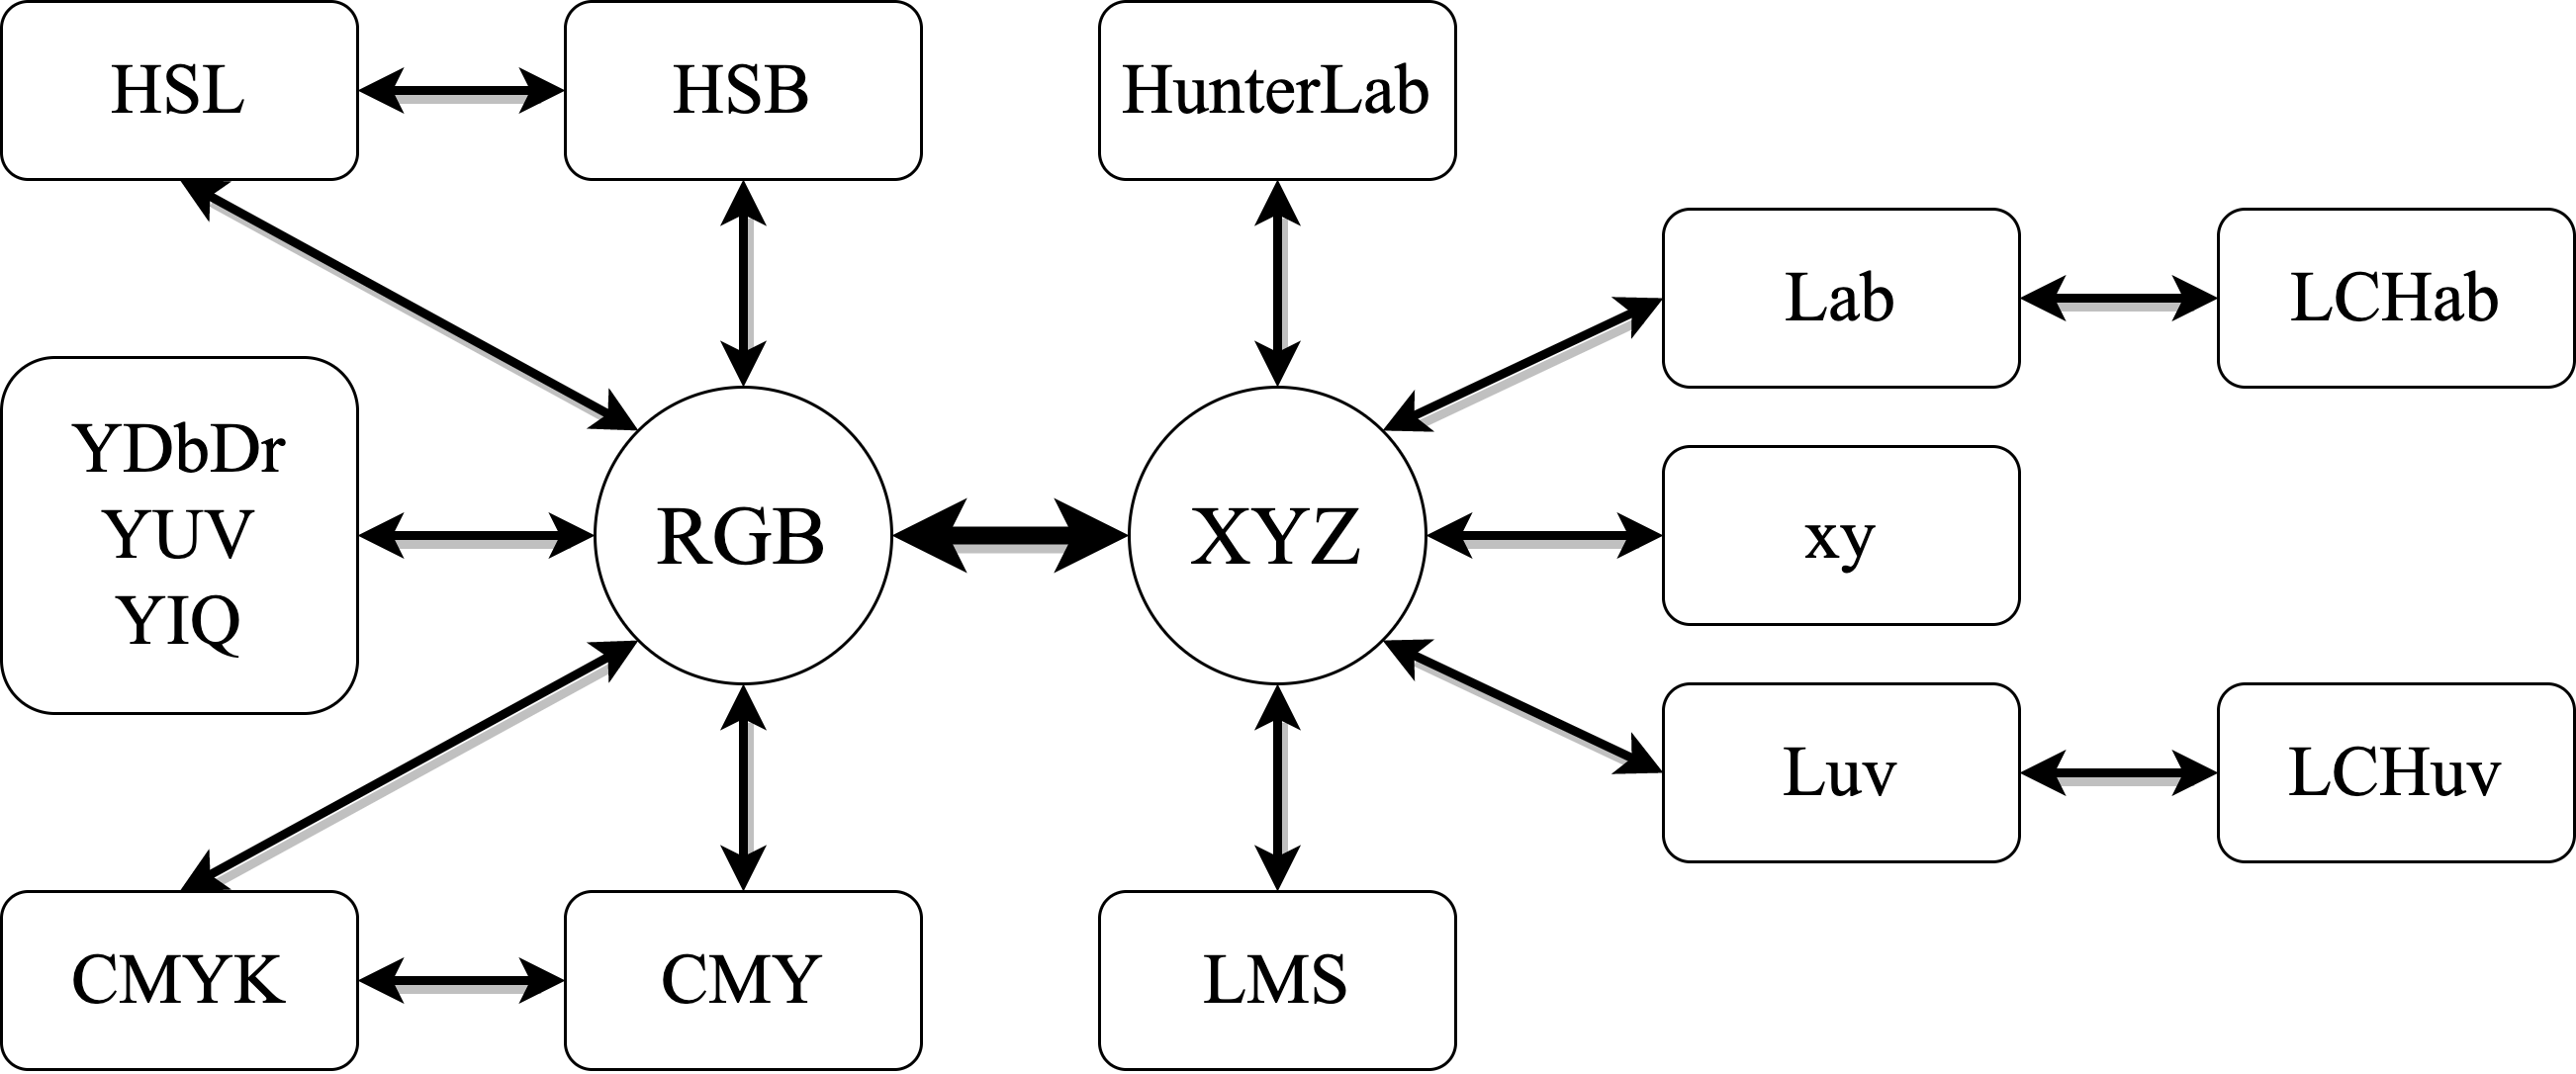 HSL
HSB
HunterLab
Lab
LCHab
YDbDr
YUV
YIQ
RGB
XYZ
xy
Luv
LCHuv
CMYK
CMY
LMS